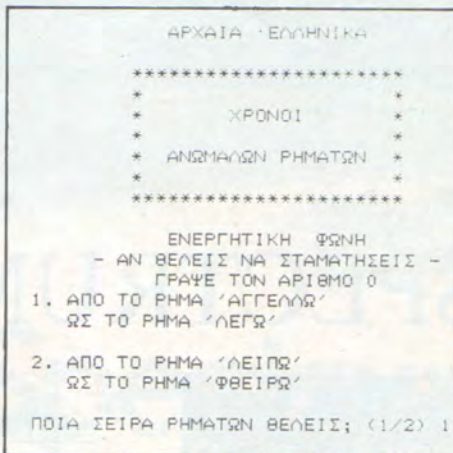 ΑΡΧΑΙΑ ΕΛΛΗΝΙΚΑ
**********************
* *
* ΧΡΟΝΟΙ *
* *
* ΑΝΩΜΑΛΩΝ ΡΗΜΑΤΩΝ *
* *
**********************
ΕΝΕΡΓΗΤΙΚΗ ΦΩΝΗ
- ΑΝ ΘΕΛΕΙΣ ΝΑ ΣΤΑΜΑΤΗΣΕΙΣ -
ΓΡΑΨΕ ΤΟΝ ΑΡΙΘΜΟ 0
1. ΑΠΟ ΤΟ ΡΗΜΑ 'ΑΓΓΕΛΛΩ'
ΩΣ ΤΟ ΡΗΜΑ 'ΛΕΓΩ'
2. ΑΠΟ ΤΟ ΡΗΜΑ 'ΛΕΙΠΩ'
ΩΣ ΤΟ ΡΗΜΑ 'ΦΘΕΙΡΩ'
ΠΟΙΑ ΣΕΙΡΑ ΡΗΜΑΤΩΝ ΘΕΛΕΙΣ; (1/2) 1